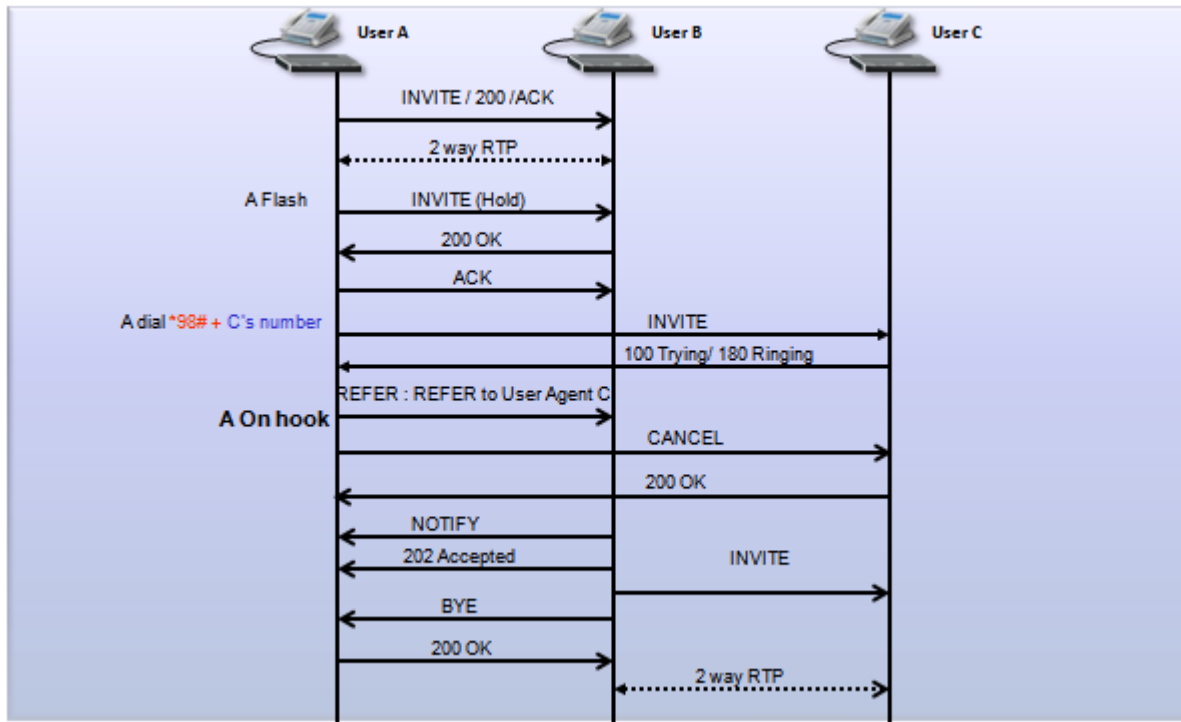 User A
User B
User C
INVITE / 200 /ACK
2 way RTP
A Flash
INVITE (Hold)
200 OK
ACK
A dial *98# + C's number
INVITE
100 Trying/ 180 Ringing
REFER : REFER to User Agent C
A On hook
CANCEL
200 OK
NOTIFY
202 Accepted
INVITE
BYE
200 OK
2 way RTP